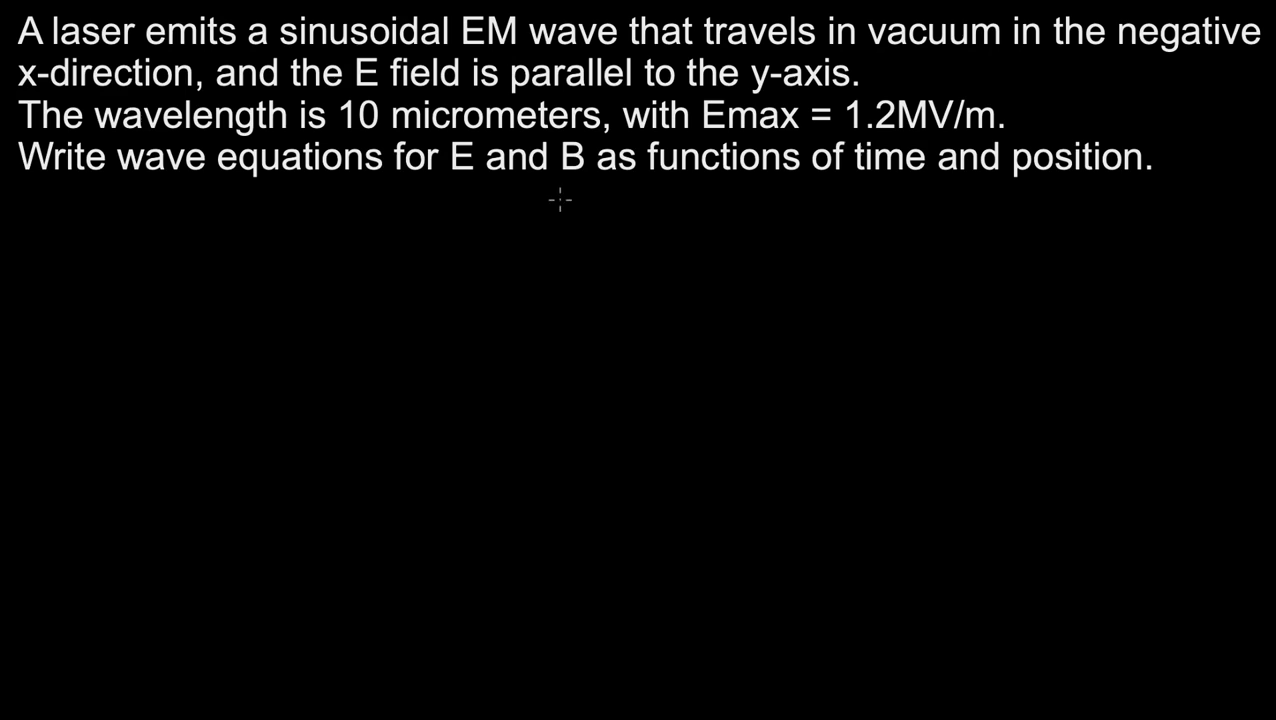 A laser emits a sinusoidal EM wave that travels in vacuum in the negative
x-direction, and the E field is parallel to the y-axis.
The wavelength is 10 micrometers, with Emax = 1.2MV/m.
Write wave equations for E and B as functions of time and position.